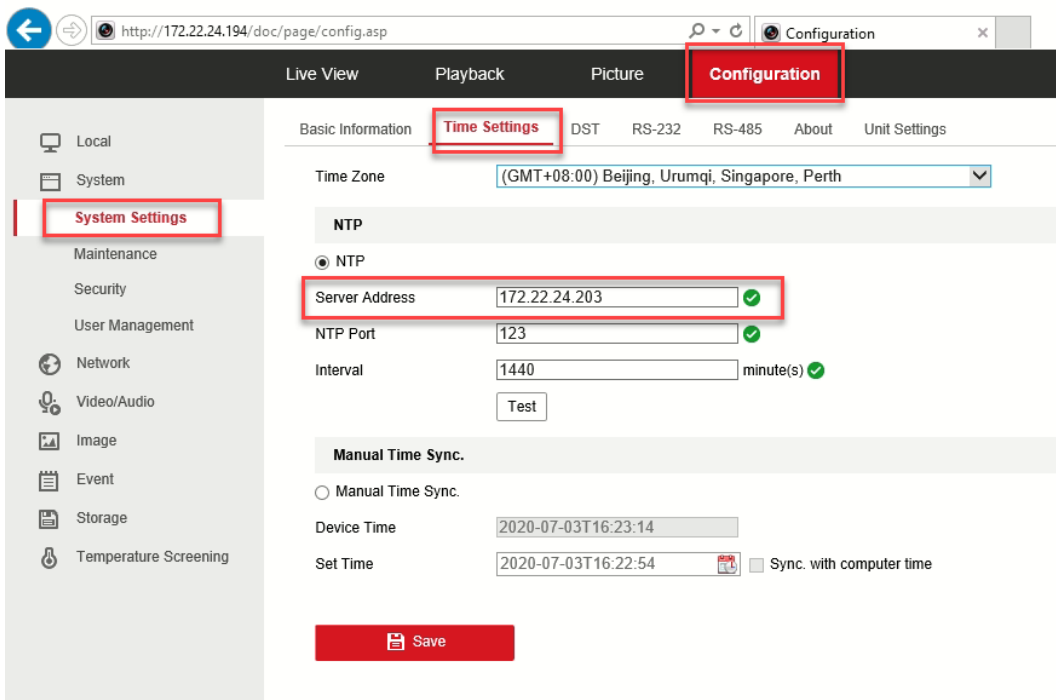 http://172.22.24.194/doc/page/config.asp
Configuration
Live View Playback Picture Configuration
Local
System
System Settings
Maintenance
Security
User Management
Network
Video/Audio
Image
Event
Storage
Temperature Screening
Basic Information Time Settings DST RS-232 RS-485 About Unit Settings
Time Zone (GMT+08:00) Beijing, Urumqi, Singapore, Perth
NTP
NTP
Server Address 172.22.24.203
NTP Port 123
Interval 1440 minute(s)
Test
Manual Time Sync.
Manual Time Sync.
Device Time 2020-07-03T16:23:14
Set Time 2020-07-03T16:22:54 Sync. with computer time
Save